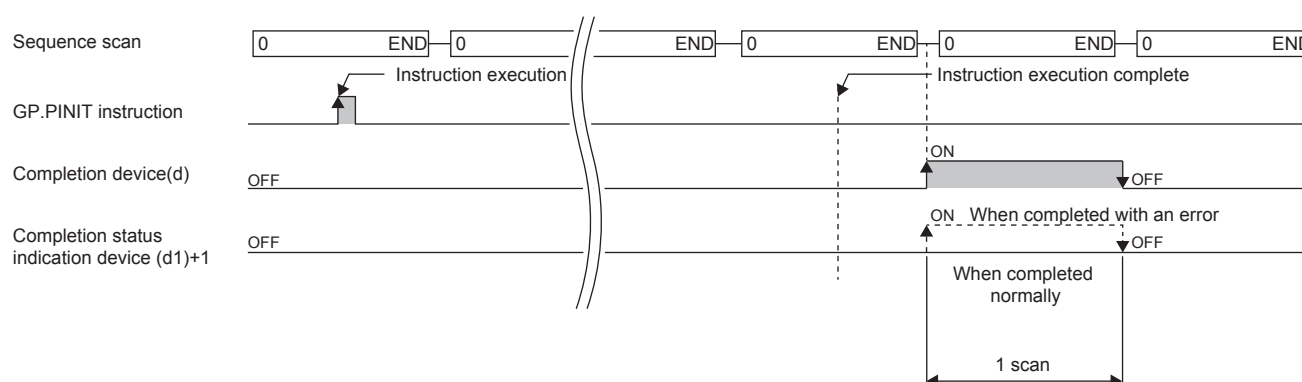 Sequence scan
0 END 0 END 0 END 0 END 0 END
Instruction execution
Instruction execution complete
GP.PINIT instruction
Completion device(d)
OFF
ON
OFF
Completion status
indication device (d1)+1
OFF
ON When completed with an error
OFF
When completed
normally
1 scan